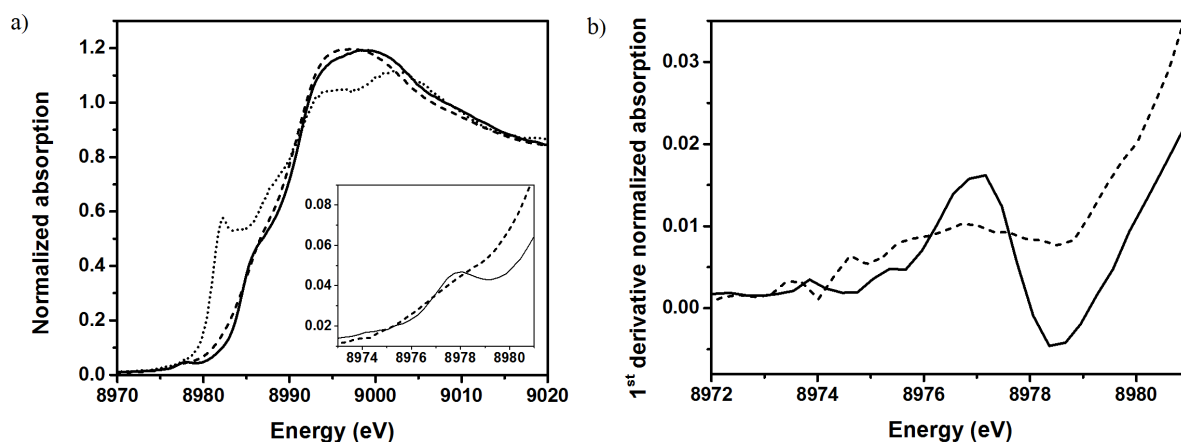 a)
Normalized absorption
1.2
1.0
0.8
0.6
0.4
0.2
0.0
8970 8980 8990 9000 9010 9020
Energy (eV)
0.08
0.06
0.04
0.02
8974 8976 8978 8980
b)
1st derivative normalized absorption
0.03
0.02
0.01
0.00
8972 8974 8976 8978 8980
Energy (eV)